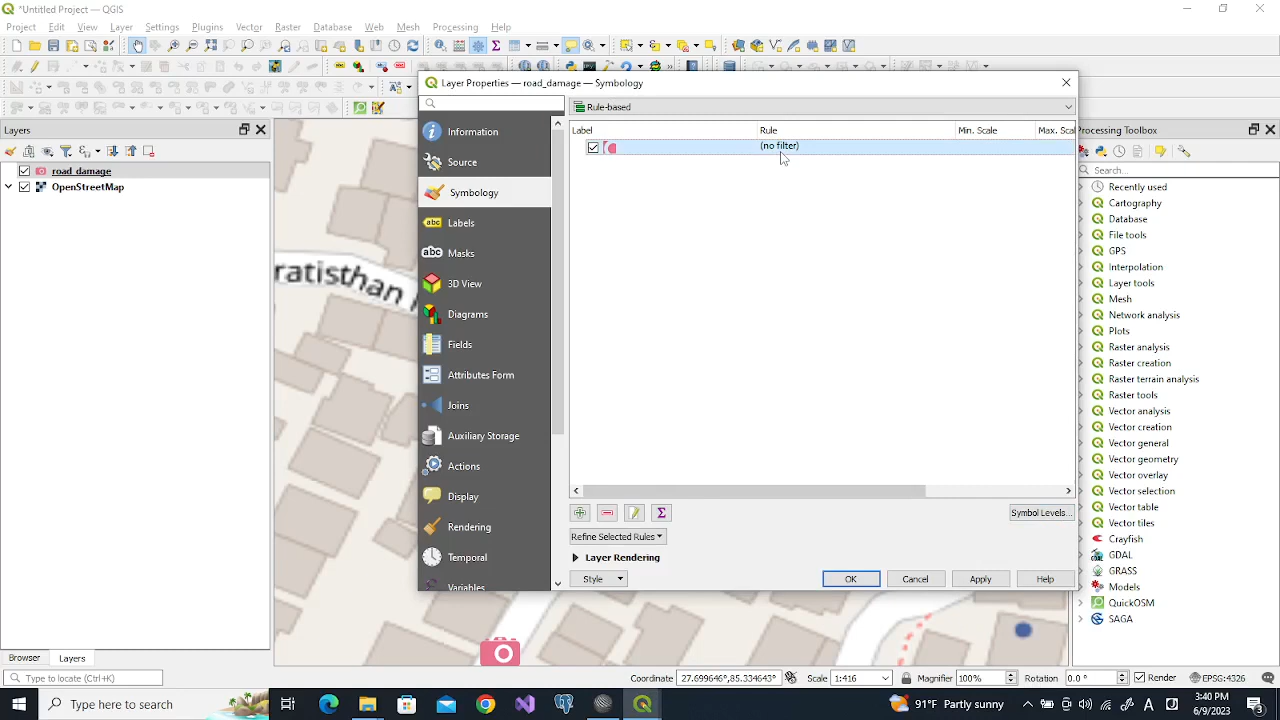 *Untitled Project — QGIS
Project Edit View Layer Settings Plugins Vector Raster Database Web Mesh Processing Help
Layers
road_damage
OpenStreetMap
Browser Layers
Type to locate (Ctrl+K)
ratisthan
Layer Properties — road_damage — Symbology
Information
Source
Symbology
Labels
Masks
3D View
Diagrams
Fields
Attributes Form
Joins
Auxiliary Storage
Actions
Display
Rendering
Temporal
Variables
Rule-based
Label Rule Min. Scale Max. Scal
(no filter)
Symbol Levels...
Refine Selected Rules
Layer Rendering
Style OK Cancel Apply Help
Processing Toolbox
Search...
Recently used
Cartography
Database
File tools
GPS
Interpolation
Layer tools
Mesh
Network analysis
Plots
Raster analysis
Raster creation
Raster terrain analysis
Raster tools
Vector analysis
Vector creation
Vector general
Vector geometry
Vector overlay
Vector selection
Vector table
Vector tiles
Crayfish
GDAL
GRASS
Models
QuickOSM
SAGA
Coordinate 27.699646°,85.334643° Scale 1:416 Magnifier 100% Rotation 0.0 ° Render EPSG:4326
Type here to search
Partly sunny
3:40 PM
6/9/2023